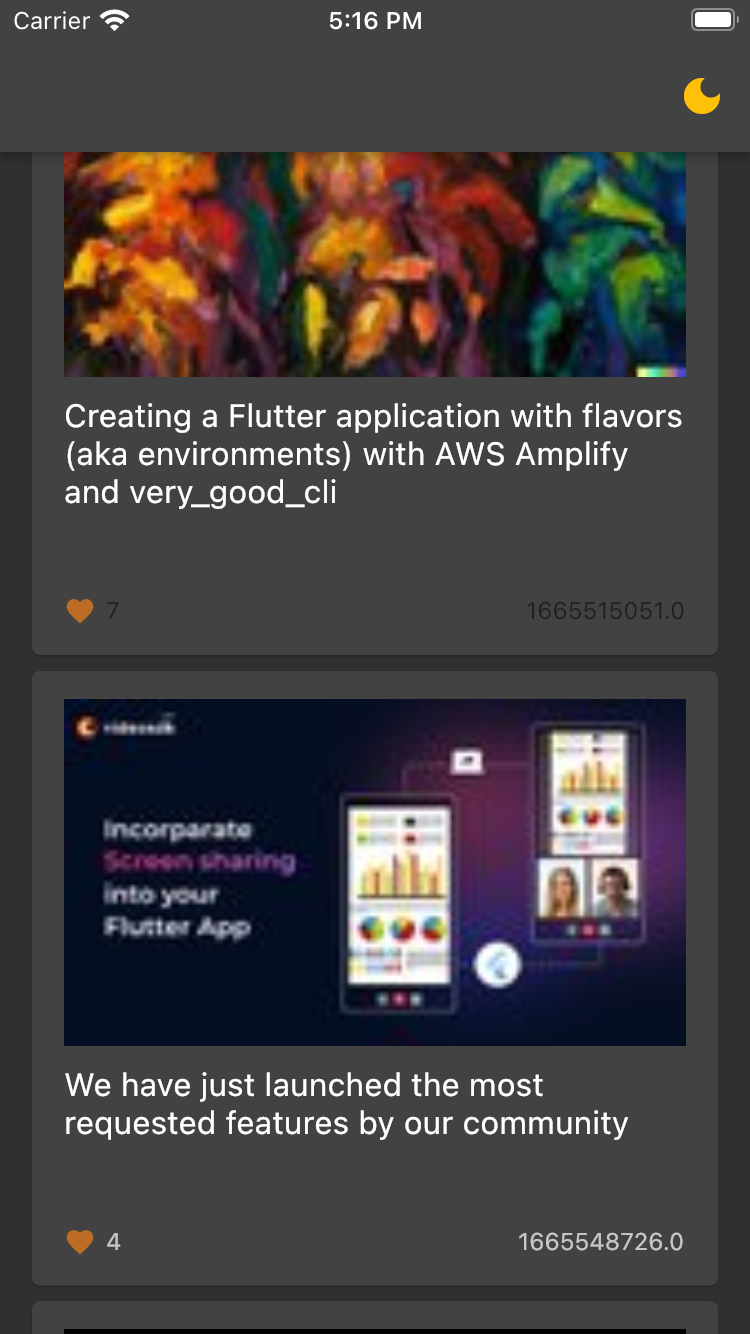 Carrier 5:16 PM
Creating a Flutter application with flavors
(aka environments) with AWS Amplify
and very_good_cli
7 1665515051.0
videosdk
Incorparate
Screen sharing
into your
Flutter App
We have just launched the most
requested features by our community
4 1665548726.0